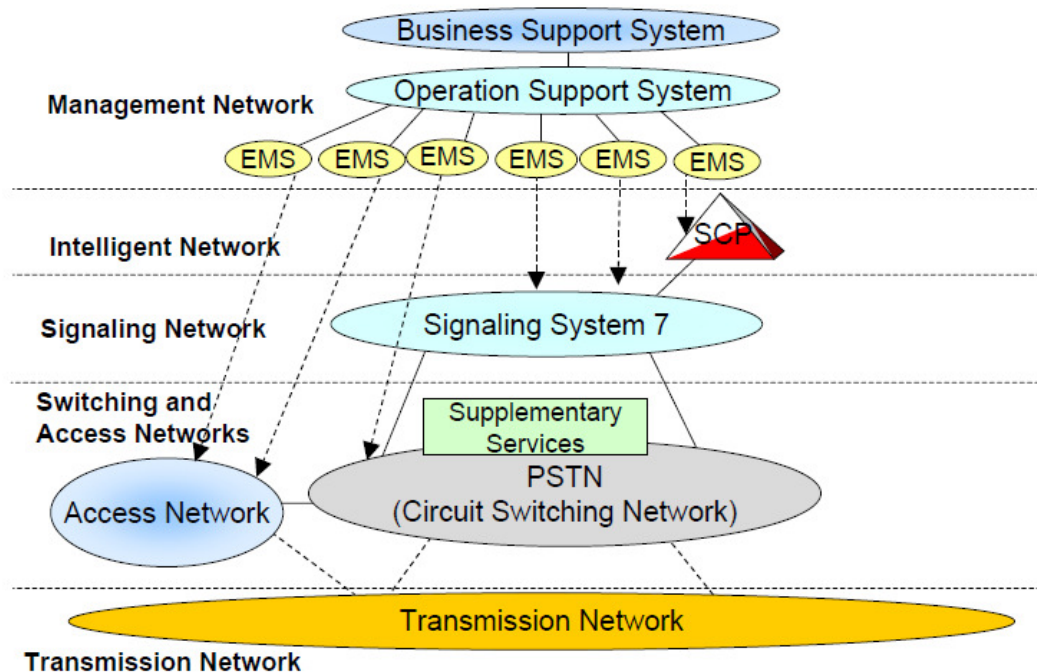 Business Support System
Management Network
Operation Support System
EMS
EMS
EMS
EMS
EMS
EMS
Intelligent Network
SCP
Signaling Network
Signaling System 7
Switching and
Access Networks
Supplementary
Services
PSTN
(Circuit Switching Network)
Access Network
Transmission Network
Transmission Network